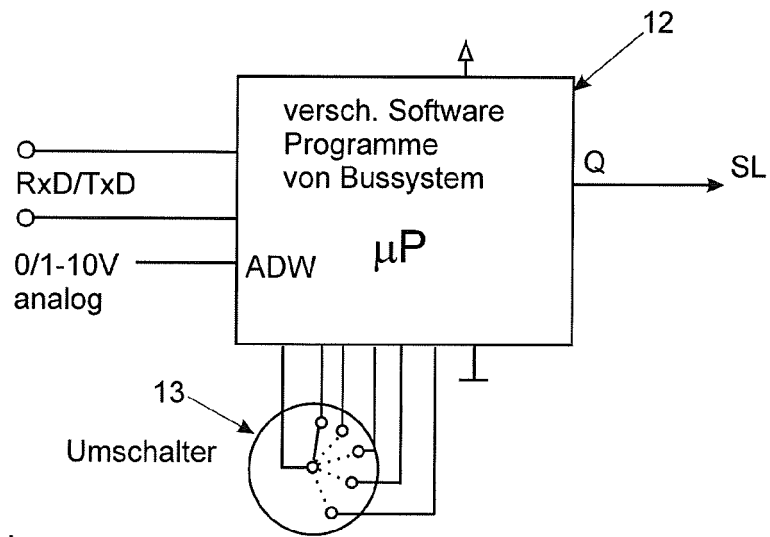 12
versch. Software
Programme
von Bussystem
RxD/TxD
Q
SL
µP
0/1-10V
analog
ADW
13
Umschalter